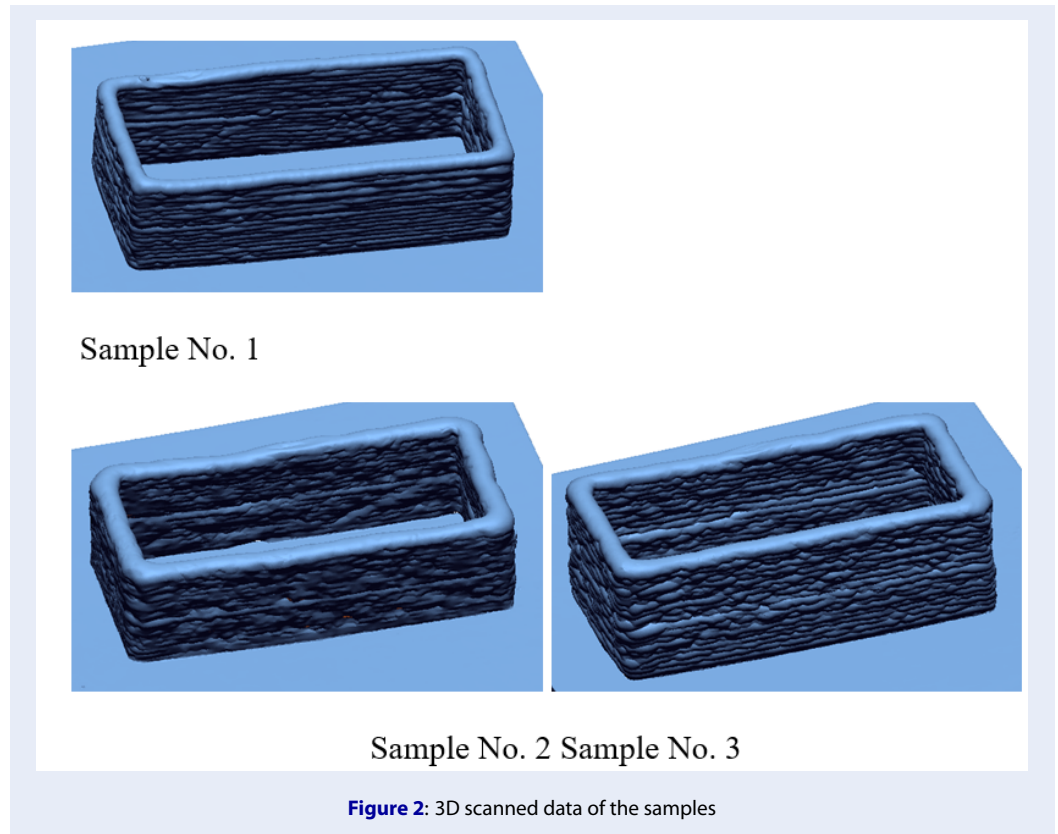 Sample No. 1
Sample No. 2 Sample No. 3
Figure 2: 3D scanned data of the samples